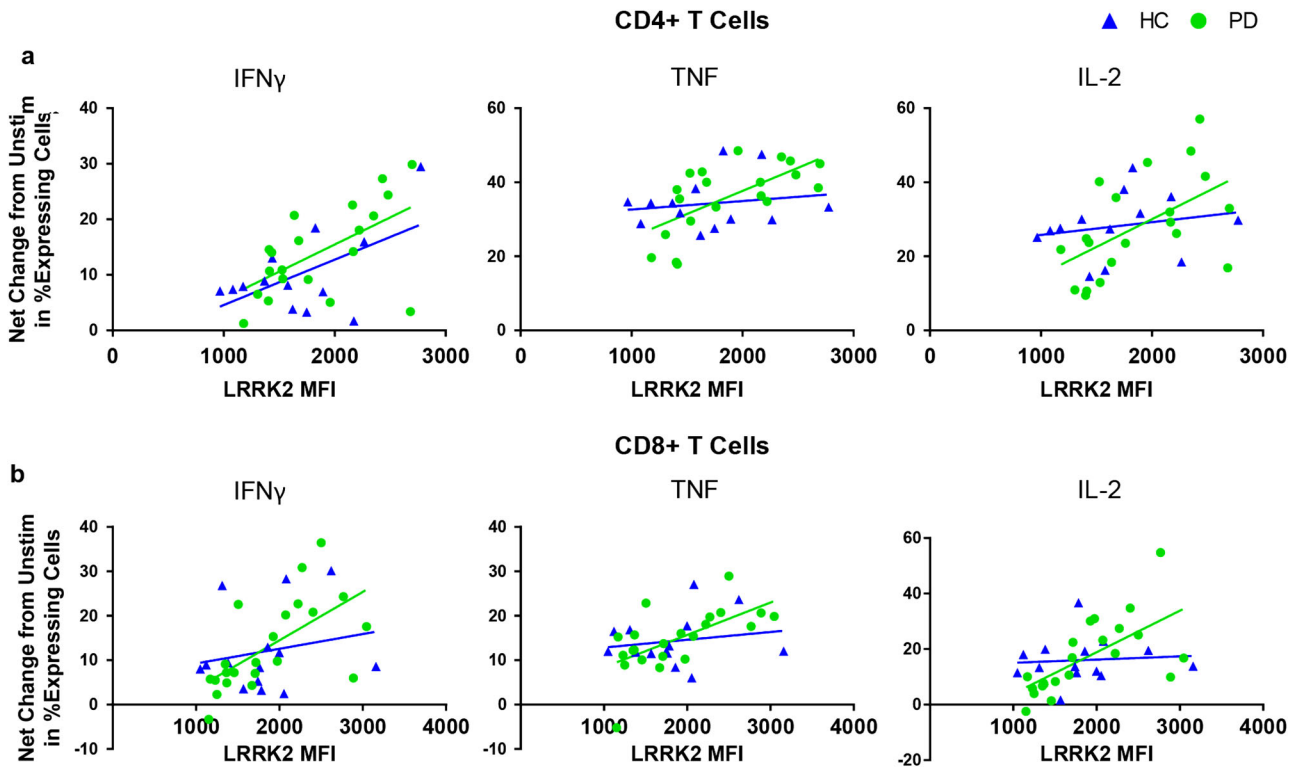 CD4+ T Cells
HC PD
a
IFNγ TNF IL-2
Net Change from Unstim
in %Expressing Cells
40
30
20
10
0
0 1000 2000 3000
LRRK2 MFI
60
40
20
0
0 1000 2000 3000
LRRK2 MFI
60
40
20
0
0 1000 2000 3000
LRRK2 MFI
CD8+ T Cells
b
IFNγ TNF IL-2
Net Change from Unstim
in %Expressing Cells
40
30
20
10
0
-10
1000 2000 3000 4000
LRRK2 MFI
40
30
20
10
0
-10
1000 2000 3000 4000
LRRK2 MFI
60
40
20
0
-20
1000 2000 3000 4000
LRRK2 MFI